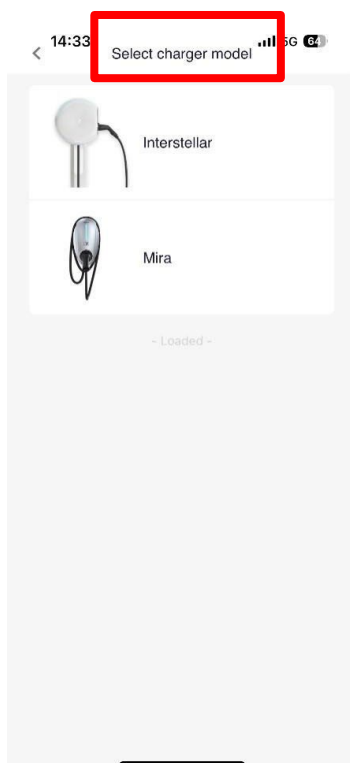 14:33
5G 64
Select charger model
Interstellar
Mira
- Loaded -